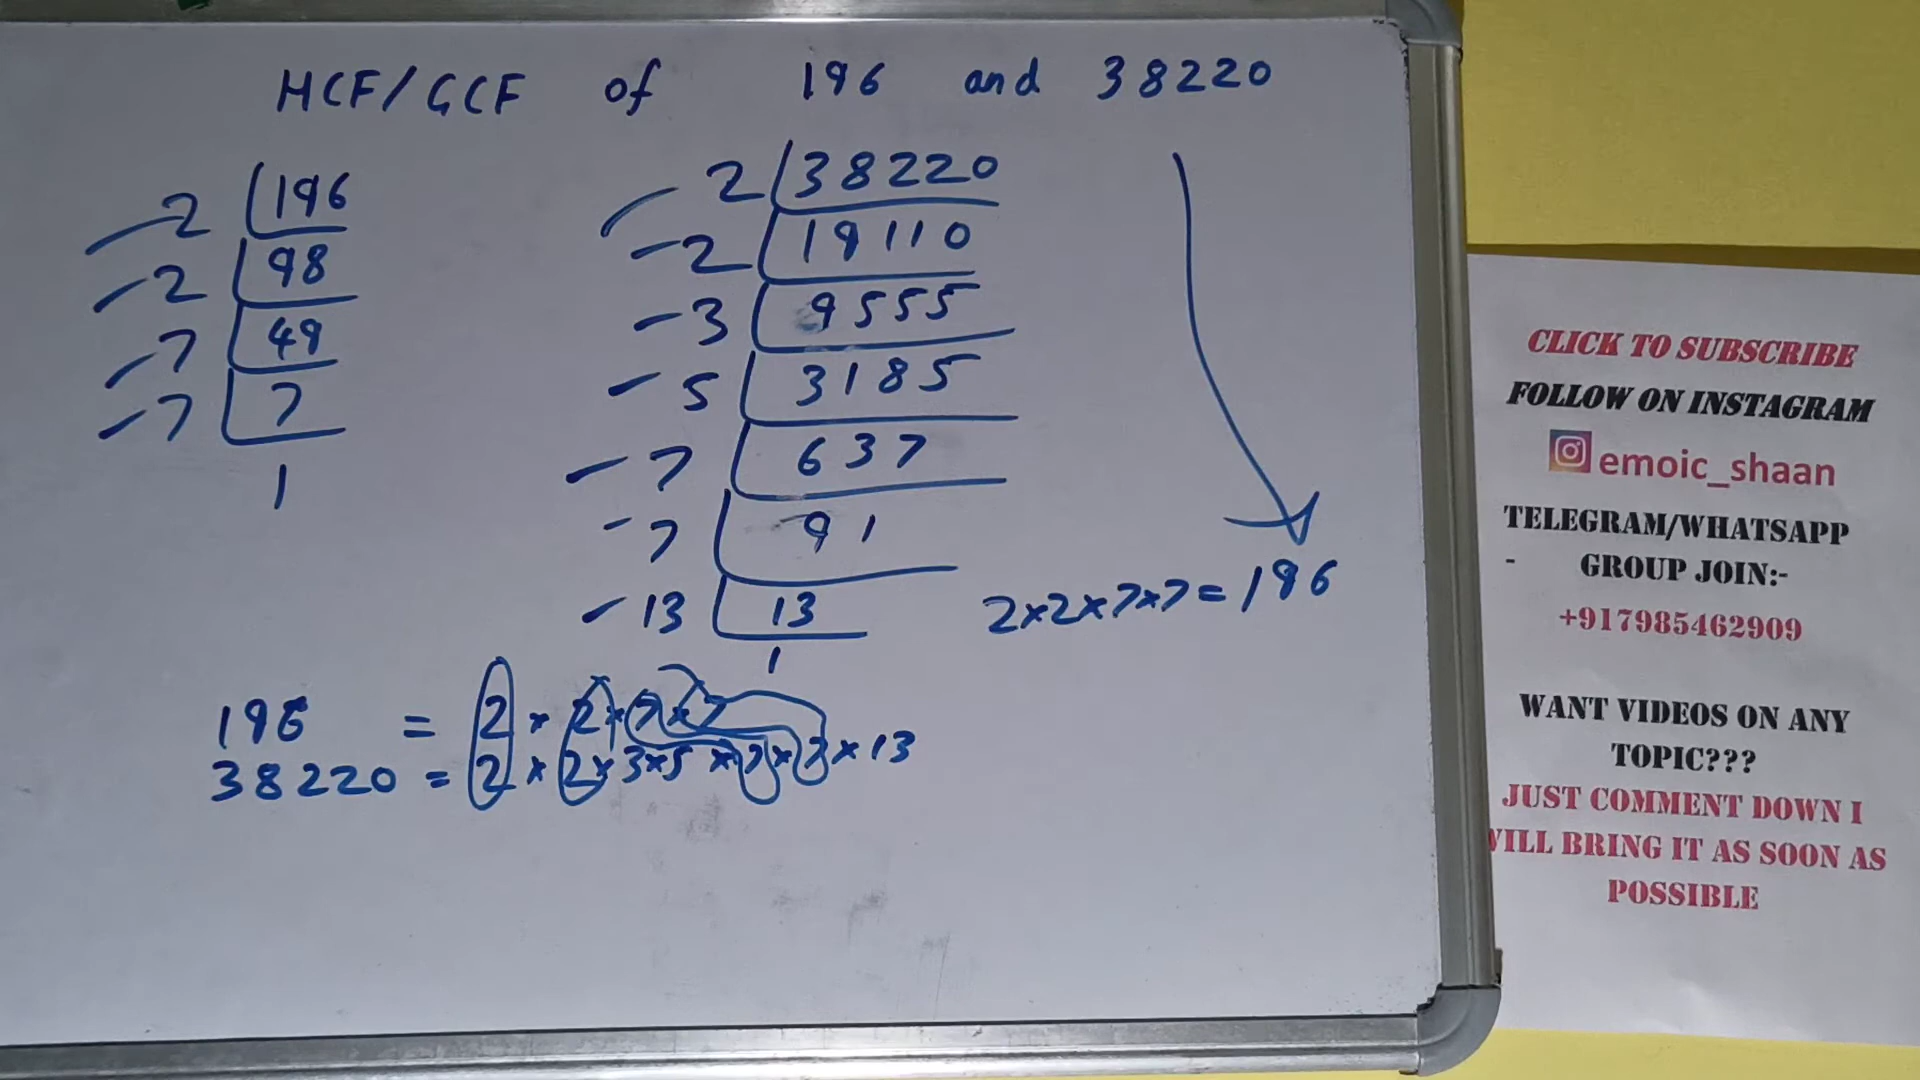 HCF/GCF of 196 and 38220
2 196
2 98
7 49
7 7
1
2 38220
2 19110
3 9555
5 3185
7 637
7 91
13 13
1
2×2×7×7=196
196 = 2 × 2 × 7 × 7
38220 = 2 × 2 × 3 × 5 × 7 × 7 × 13
CLICK TO SUBSCRIBE
FOLLOW ON INSTAGRAM
emoic_shaan
TELEGRAM/WHATSAPP
- GROUP JOIN:-
+917985462909
WANT VIDEOS ON ANY
TOPIC???
JUST COMMENT DOWN I
WILL BRING IT AS SOON AS
POSSIBLE